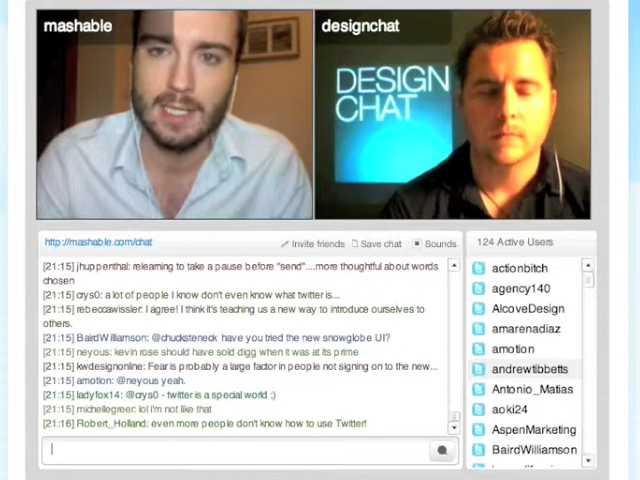 mashable
designchat
DESIGN
CHAT
http://mashable.com/chat
Invite friends
Save chat
Sounds
124 Active Users
[21:15] jhuppenthal: relearning to take a pause before "send"....more thoughtful about words
chosen
[21:15] crys0: a lot of people I know don't even know what twitter is...
[21:15] rebeccawissler: I agree! I think it's teaching us a new way to introduce ourselves to
others.
[21:15] BairdWilliamson: @chucksteneck have you tried the new snowglobe UI?
[21:15] neyous: kevin rose should have sold digg when it was at its prime
[21:15] kwdesignonline: Fear is probably a large factor in people not signing on to the new...
[21:15] amotion: @neyous yeah.
[21:15] ladyfox14: @crys0 - twitter is a special world :)
[21:15] michellegreer: lol i'm not like that
[21:16] Robert_Holland: even more people don't know how to use Twitter!
actionbitch
agency140
AlcoveDesign
amarenadiaz
amotion
andrewtibbetts
Antonio_Matias
aoki24
AspenMarketing
BairdWilliamson